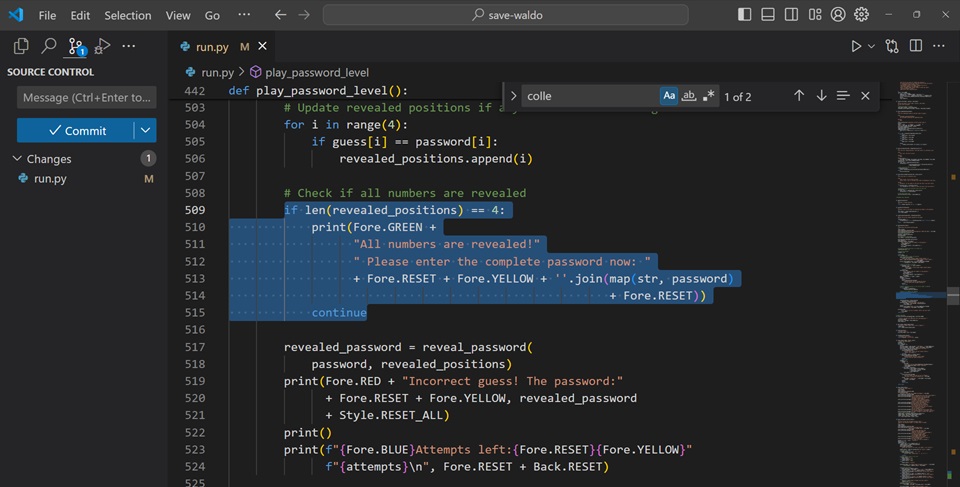 File Edit Selection View Go ··· save-waldo
run.py M
SOURCE CONTROL
Message (Ctrl+Enter to...
Commit
Changes 1
run.py M
run.py > play_password_level
colle Aa ab .* 1 of 2
442 def play_password_level():
503 # Update revealed positions if a
504 for i in range(4):
505 if guess[i] == password[i]:
506 revealed_positions.append(i)
507
508 # Check if all numbers are revealed
509 if len(revealed_positions) == 4:
510 print(Fore.GREEN +
511 "All numbers are revealed!"
512 " Please enter the complete password now: "
513 + Fore.RESET + Fore.YELLOW + ''.join(map(str, password)
514 + Fore.RESET))
515 continue
516
517 revealed_password = reveal_password(
518 password, revealed_positions)
519 print(Fore.RED + "Incorrect guess! The password:"
520 + Fore.RESET + Fore.YELLOW, revealed_password
521 + Style.RESET_ALL)
522 print()
523 print(f"{Fore.BLUE}Attempts left:{Fore.RESET}{Fore.YELLOW}"
524 f"{attempts}\n", Fore.RESET + Back.RESET)
525